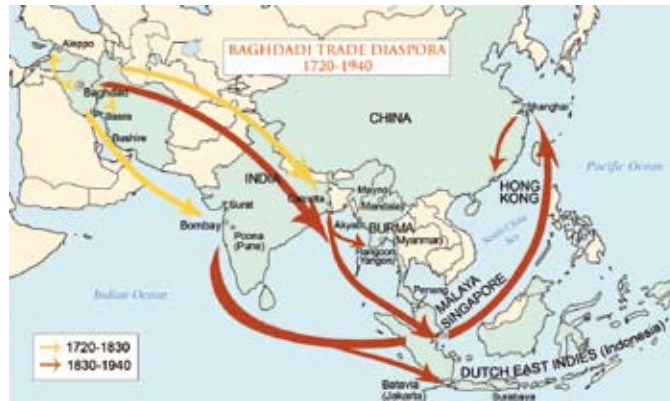 BAGHDADI TRADE DIASPORA
1720-1940
Aleppo
Baghdad
Basra
Bushire
CHINA
Shanghai
Pacific Ocean
INDIA
HONG
KONG
Surat
Calcutta
Mandalay
Akyab
BURMA
(Myanmar)
Bombay
Poona
(Pune)
Rangoon
(Yangon)
South China
Sea
Indian Ocean
Penang
MALAYA
SINGAPORE
1720-1830
1830-1940
DUTCH EAST INDIES (Indonesia)
Batavia
(Jakarta)
Surabaya